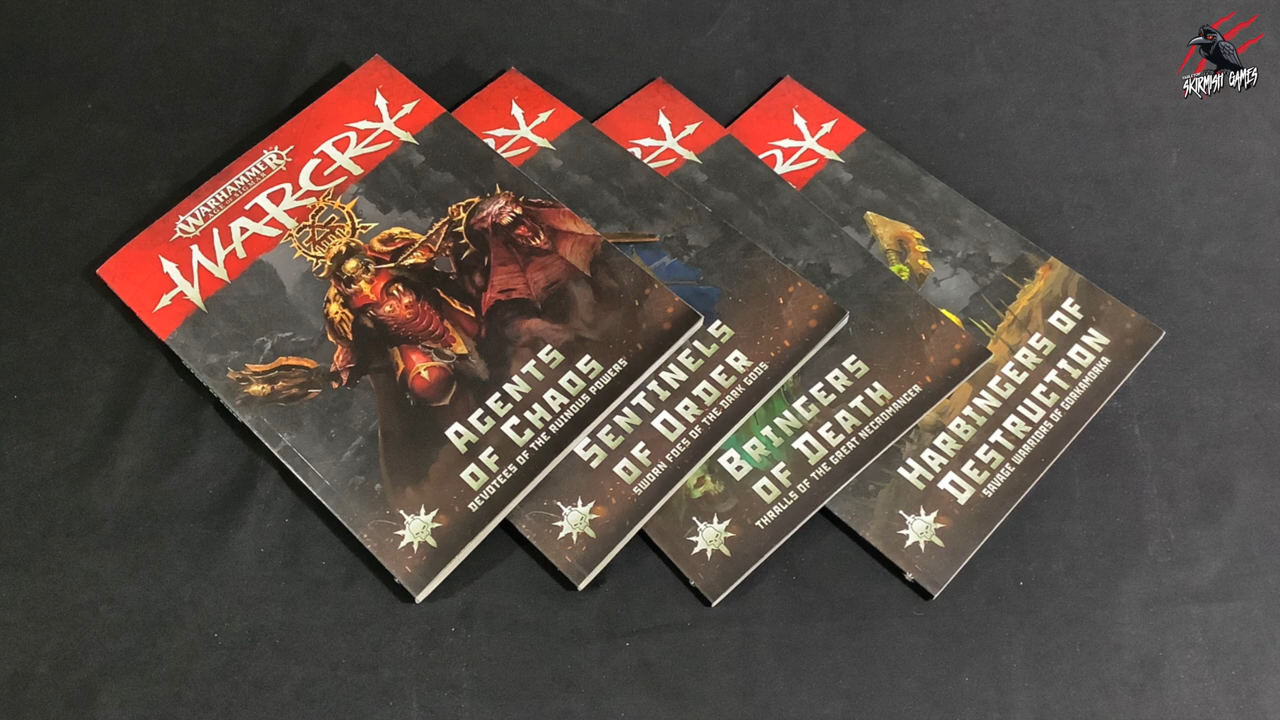 WARHAMMER
AGE OF SIGMAR
WARCRY
AGENTS
OF CHAOS
DEVOTEES OF THE RUINOUS POWERS
SENTINELS
OF ORDER
SWORN FOES OF THE DARK GODS
BRINGERS
OF DEATH
THRALLS OF THE GREAT NECROMANCER
HARBINGERS OF
DESTRUCTION
SAVAGE WARRIORS OF GORKAMORKA
TABLETOP
SKIRMISH GAMES